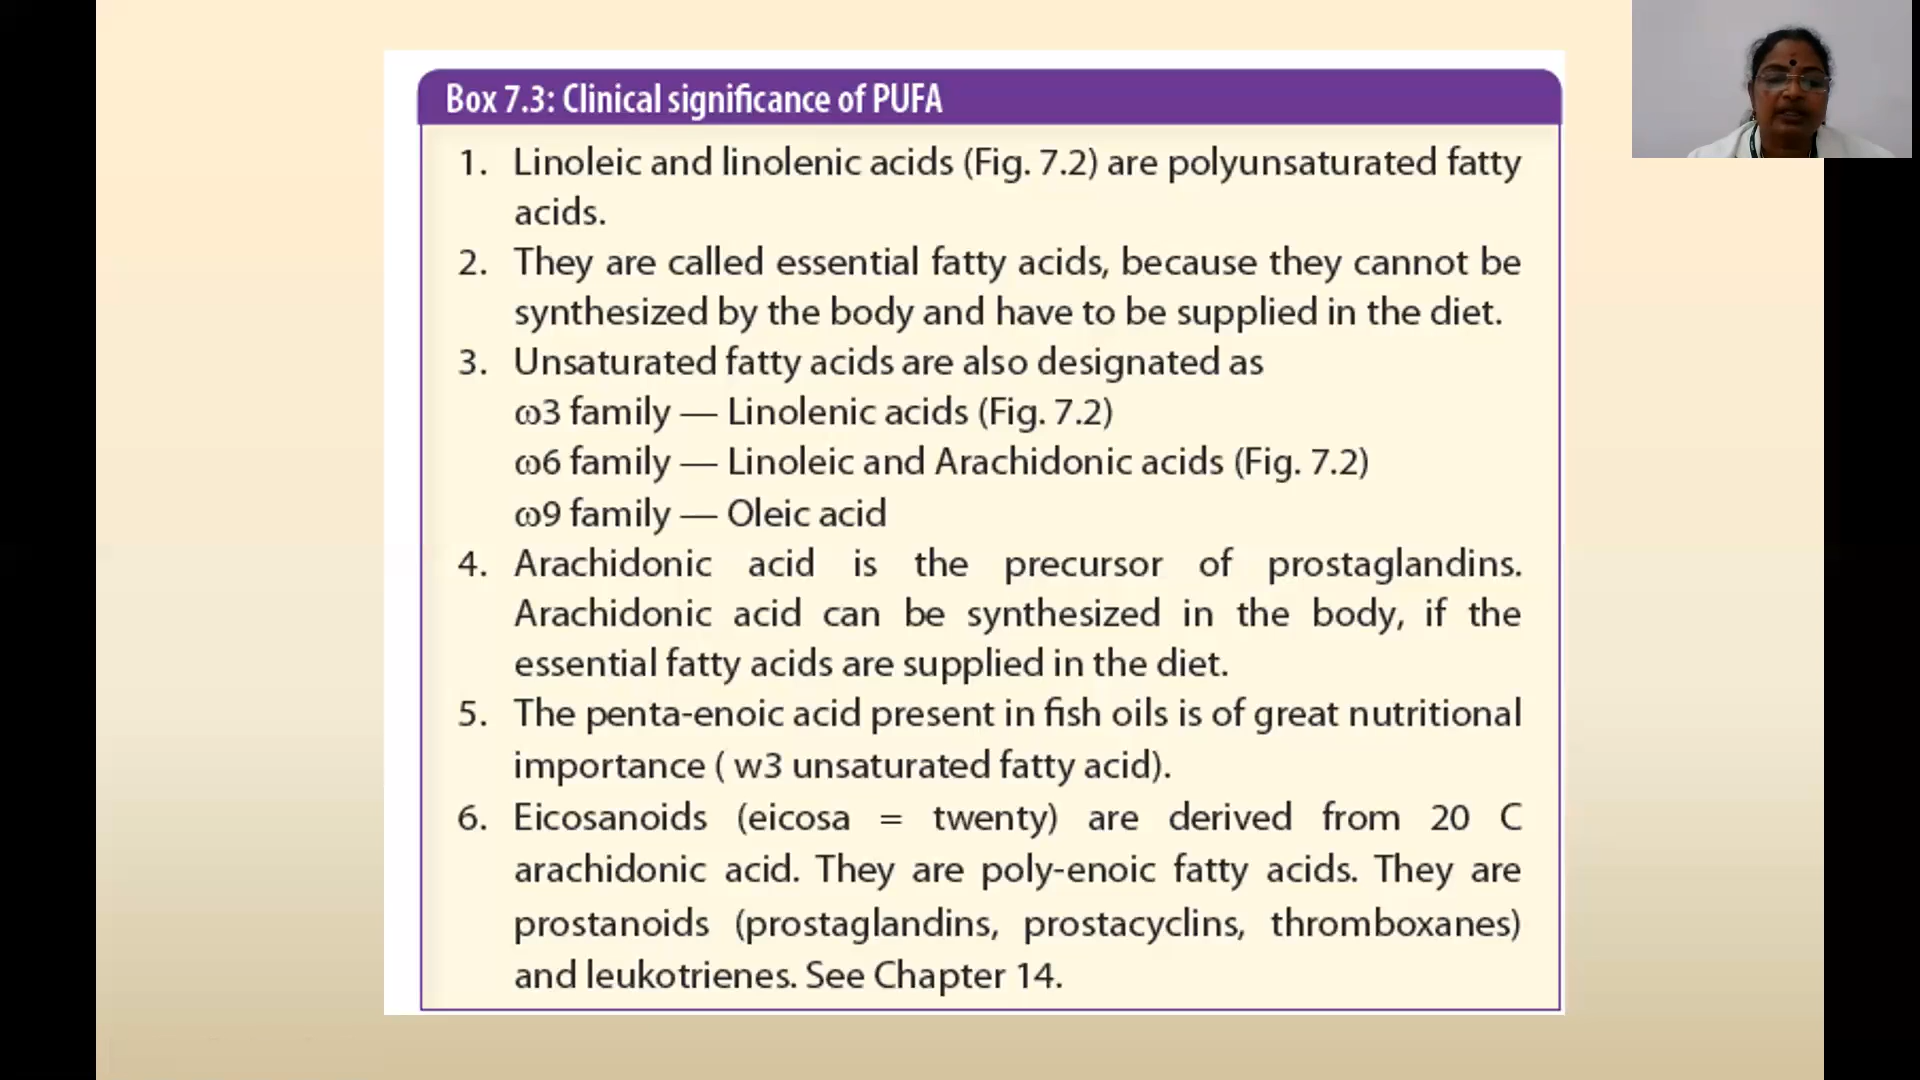 Box 7.3: Clinical significance of PUFA
1. Linoleic and linolenic acids (Fig. 7.2) are polyunsaturated fatty
acids.
2. They are called essential fatty acids, because they cannot be
synthesized by the body and have to be supplied in the diet.
3. Unsaturated fatty acids are also designated as
ω3 family — Linolenic acids (Fig. 7.2)
ω6 family — Linoleic and Arachidonic acids (Fig. 7.2)
ω9 family — Oleic acid
4. Arachidonic acid is the precursor of prostaglandins.
Arachidonic acid can be synthesized in the body, if the
essential fatty acids are supplied in the diet.
5. The penta-enoic acid present in fish oils is of great nutritional
importance ( w3 unsaturated fatty acid).
6. Eicosanoids (eicosa = twenty) are derived from 20 C
arachidonic acid. They are poly-enoic fatty acids. They are
prostanoids (prostaglandins, prostacyclins, thromboxanes)
and leukotrienes. See Chapter 14.